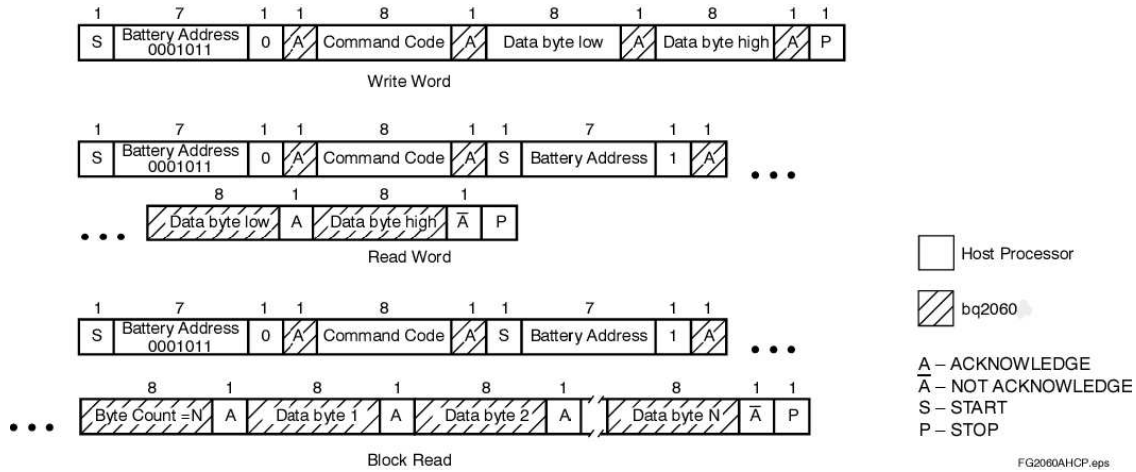 1 7 1 1 8 1 8 1 8 1 1
S Battery Address 0001011 0 A Command Code A Data byte low A Data byte high A P
Write Word
1 7 1 1 8 1 1 7 1 1
S Battery Address 0001011 0 A Command Code A S Battery Address 1 A
8 1 8 1
Data byte low A Data byte high A̅ P
Read Word
1 7 1 1 8 1 1 7 1 1
S Battery Address 0001011 0 A Command Code A S Battery Address 1 A
8 1 8 1 8 1 8 1 1
Byte Count =N A Data byte 1 A Data byte 2 A Data byte N A̅ P
Block Read
Host Processor
bq2060
A – ACKNOWLEDGE
A̅ – NOT ACKNOWLEDGE
S – START
P – STOP
FG2060AHCP.eps